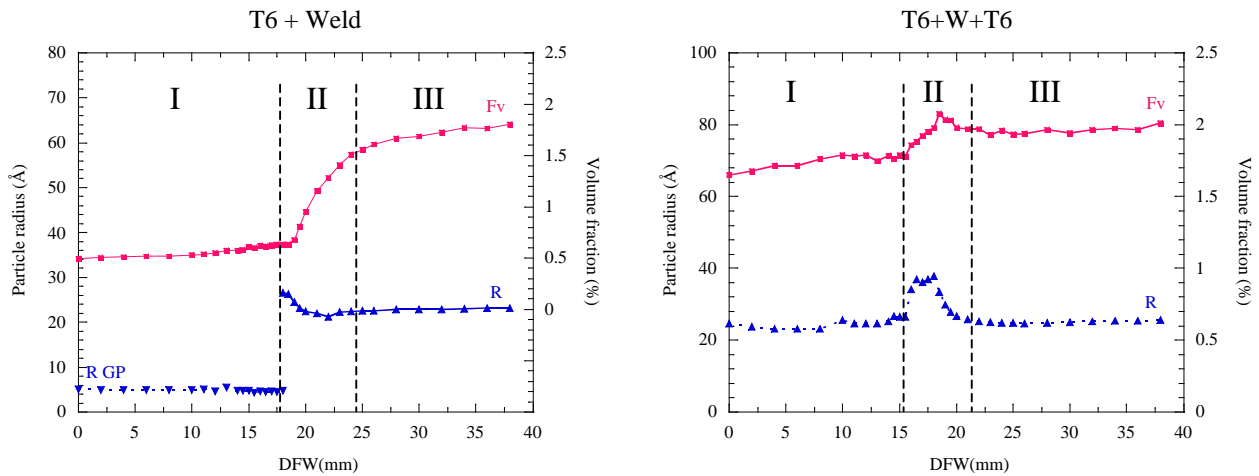 T6 + Weld
80
70
60
50
40
30
20
10
0
Particle radius (Å)
I
II
III
Fv
R
R GP
2.5
2
1.5
1
0.5
0
Volume fraction (%)
0 5 10 15 20 25 30 35 40
DFW(mm)
T6+W+T6
100
80
60
40
20
0
Particle radius (Å)
I
II
III
Fv
R
2.5
2
1.5
1
0.5
0
Volume fraction (%)
0 5 10 15 20 25 30 35 40
DFW(mm)